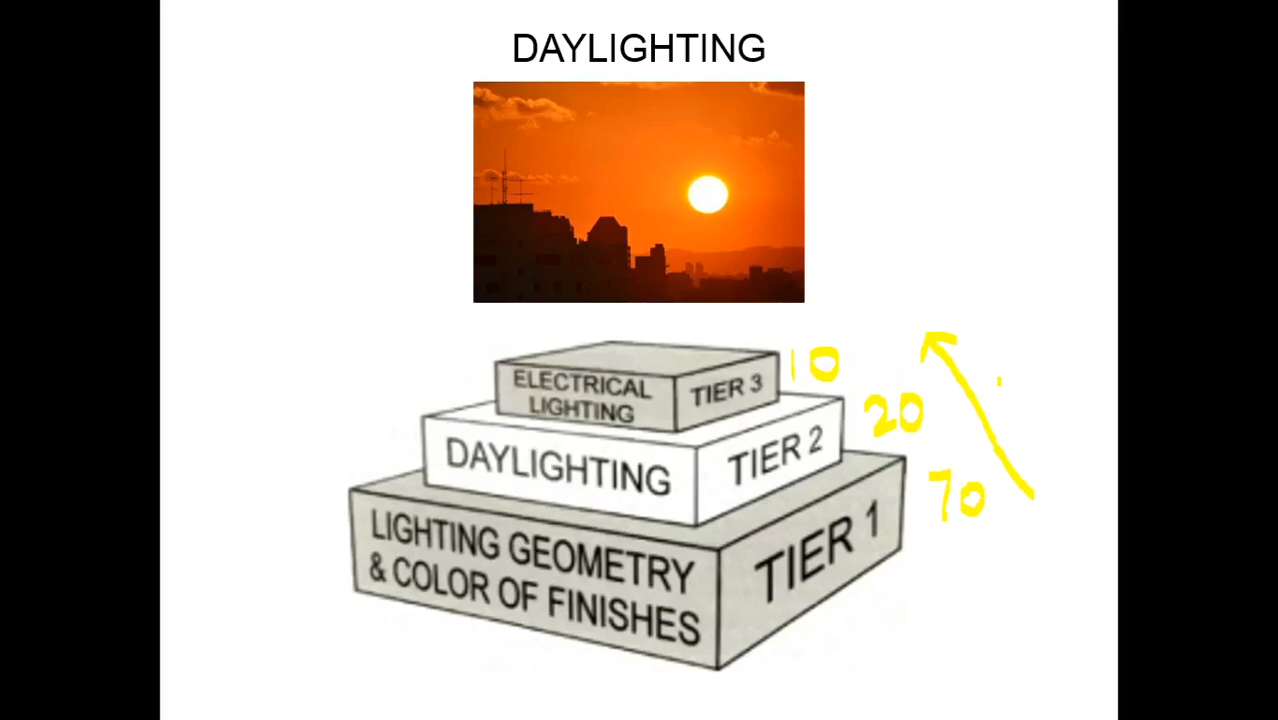 DAYLIGHTING
ELECTRICAL
LIGHTING
TIER 3
10
DAYLIGHTING
TIER 2
20
LIGHTING GEOMETRY
& COLOR OF FINISHES
TIER 1
70